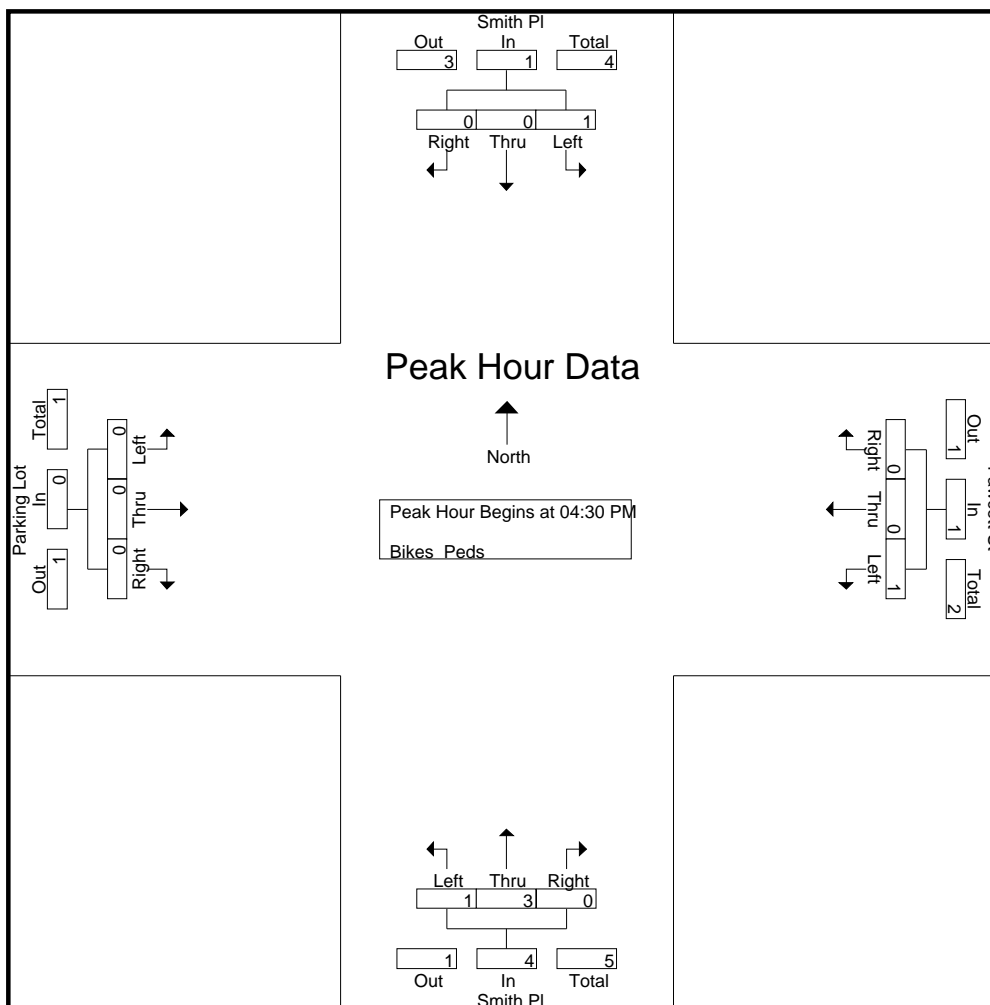 Smith Pl
Out In Total
3 1 4
0 0 1
Right Thru Left
Peak Hour Data
North
Peak Hour Begins at 04:30 PM
Bikes Peds
Parking Lot
Out In Total
1 0 1
0 0 0
Right Thru Left
Out In Total
1 1 2
0 0 1
Right Thru Left
Left Thru Right
1 3 0
1 4 5
Out In Total
Smith Pl